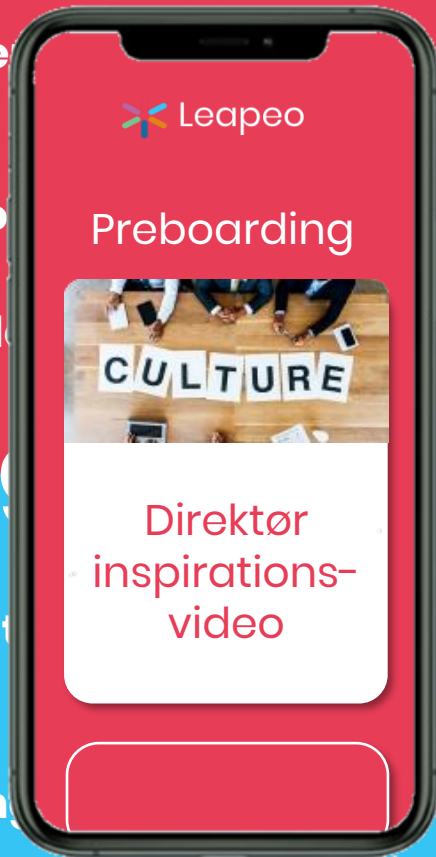 Leapeo
Preboarding
CULTURE
Direktør
inspirations-
video